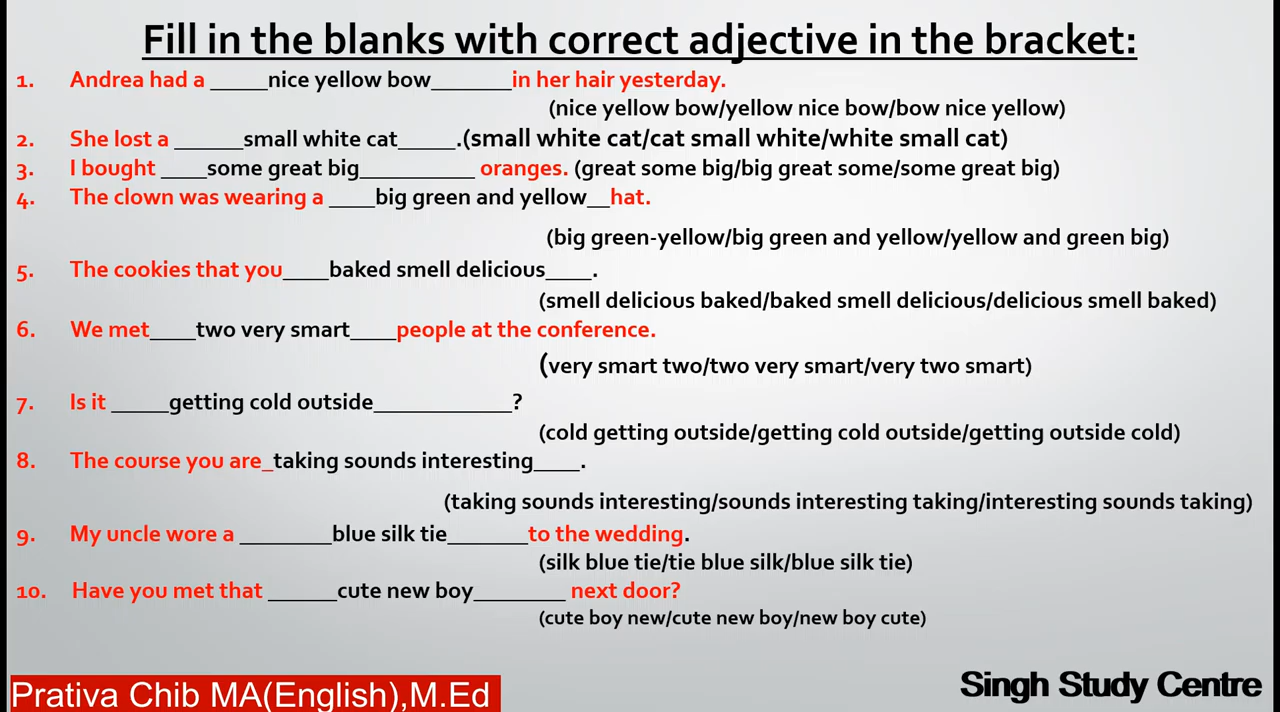 Fill in the blanks with correct adjective in the bracket:
1. Andrea had a _____nice yellow bow_______in her hair yesterday.
(nice yellow bow/yellow nice bow/bow nice yellow)
2. She lost a ______small white cat_____.(small white cat/cat small white/white small cat)
3. I bought ____some great big__________ oranges. (great some big/big great some/some great big)
4. The clown was wearing a ____big green and yellow__hat.
(big green-yellow/big green and yellow/yellow and green big)
5. The cookies that you____baked smell delicious____.
(smell delicious baked/baked smell delicious/delicious smell baked)
6. We met____two very smart____people at the conference.
(very smart two/two very smart/very two smart)
7. Is it _____getting cold outside____________?
(cold getting outside/getting cold outside/getting outside cold)
8. The course you are_taking sounds interesting____.
(taking sounds interesting/sounds interesting taking/interesting sounds taking)
9. My uncle wore a ________blue silk tie_______to the wedding.
(silk blue tie/tie blue silk/blue silk tie)
10. Have you met that ______cute new boy________ next door?
(cute boy new/cute new boy/new boy cute)
Prativa Chib MA(English),M.Ed
Singh Study Centre